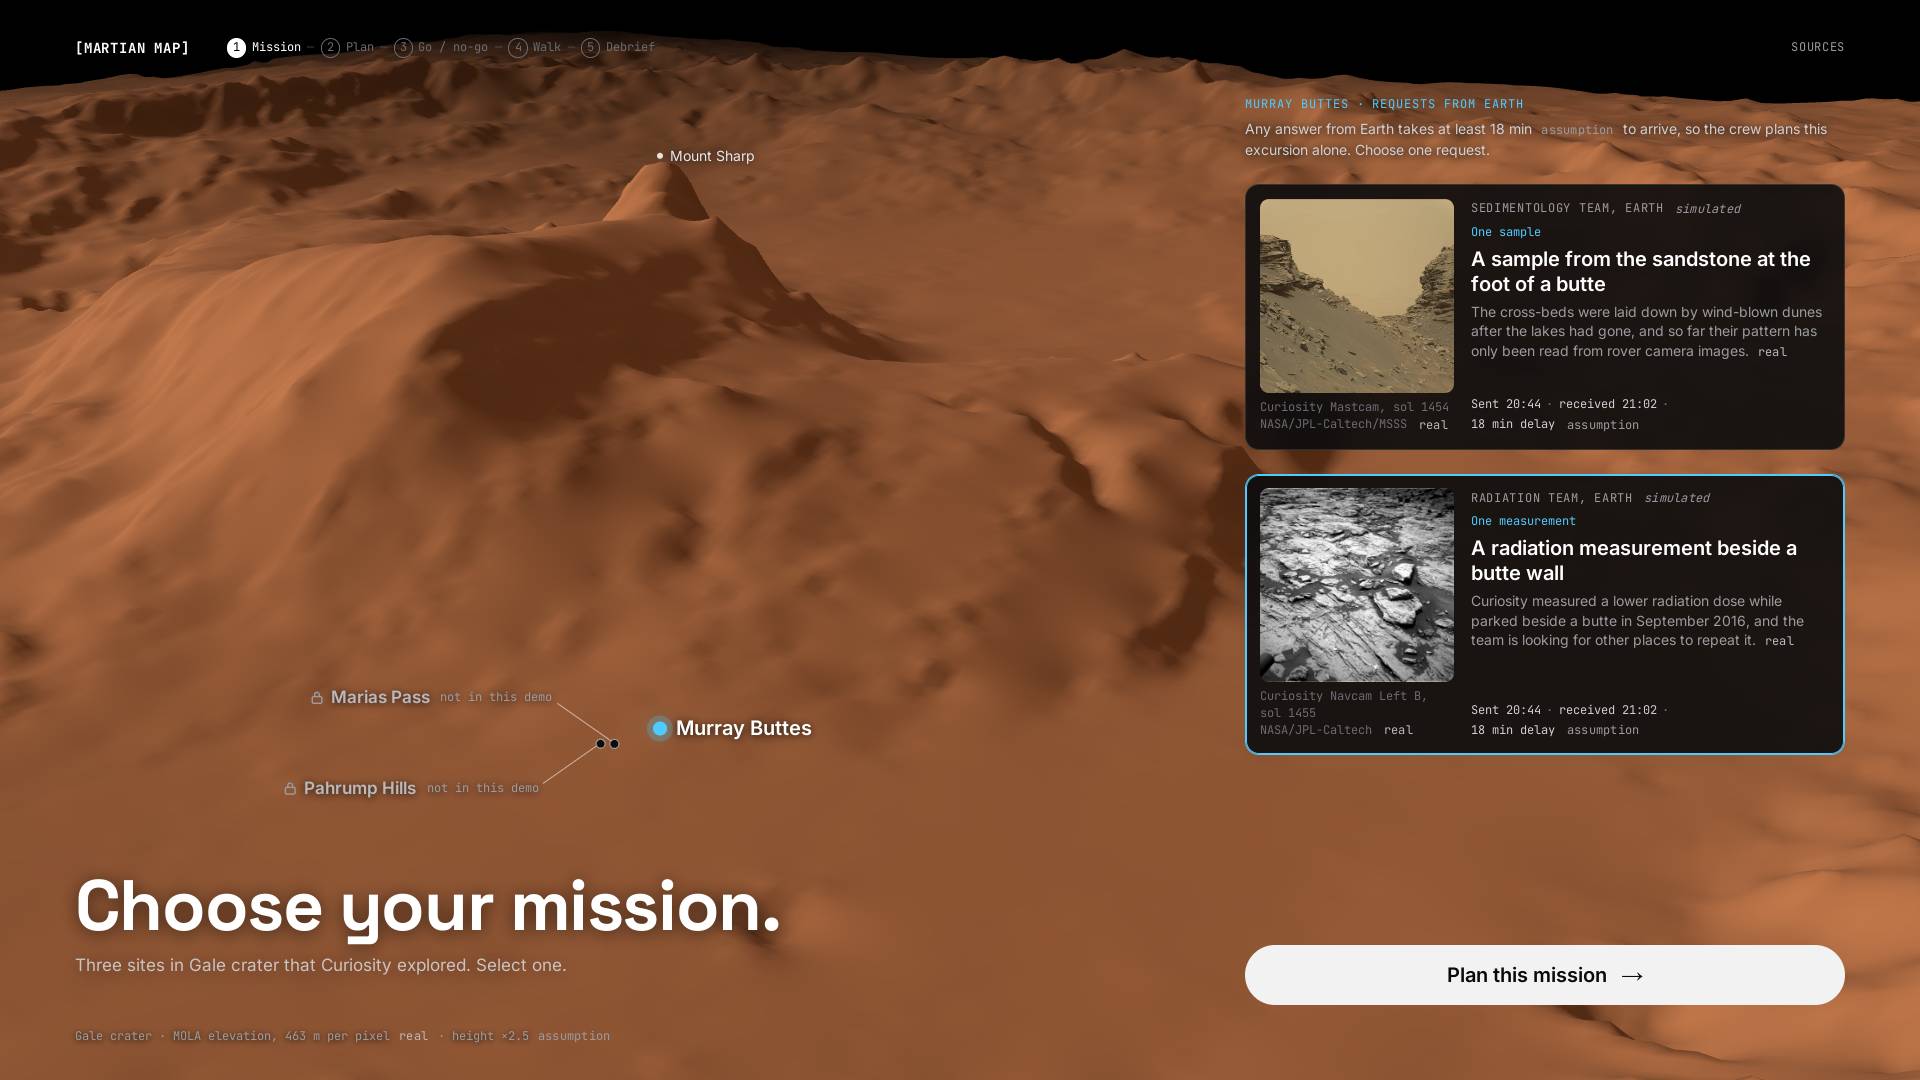 [MARTIAN MAP]
1 Mission — 2 Plan — 3 Go / no-go — 4 Walk — 5 Debrief
SOURCES
MURRAY BUTTES · REQUESTS FROM EARTH
Any answer from Earth takes at least 18 min assumption to arrive, so the crew plans this
excursion alone. Choose one request.
Mount Sharp
SEDIMENTOLOGY TEAM, EARTH simulated
One sample
A sample from the sandstone at the
foot of a butte
The cross-beds were laid down by wind-blown dunes
after the lakes had gone, and so far their pattern has
only been read from rover camera images. real
Sent 20:44 · received 21:02 ·
18 min delay assumption
Curiosity Mastcam, sol 1454
NASA/JPL-Caltech/MSSS real
RADIATION TEAM, EARTH simulated
One measurement
A radiation measurement beside a
butte wall
Curiosity measured a lower radiation dose while
parked beside a butte in September 2016, and the
team is looking for other places to repeat it. real
Sent 20:44 · received 21:02 ·
18 min delay assumption
Curiosity Navcam Left B,
sol 1455
NASA/JPL-Caltech real
Marias Pass not in this demo
Murray Buttes
Pahrump Hills not in this demo
Choose your mission.
Three sites in Gale crater that Curiosity explored. Select one.
Plan this mission →
Gale crater · MOLA elevation, 463 m per pixel real · height ×2.5 assumption